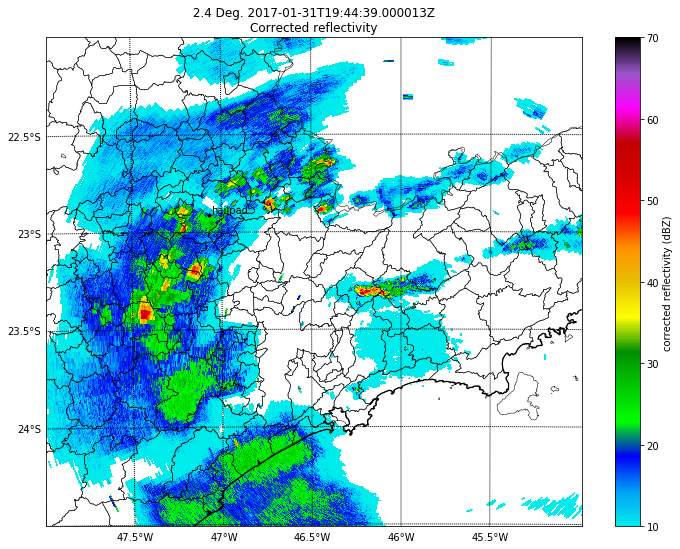 2.4 Deg. 2017-01-31T19:44:39.000013Z
Corrected reflectivity
22.5°S
23°S
23.5°S
24°S
47.5°W
47°W
46.5°W
46°W
45.5°W
hailpad
70
60
50
40
30
20
10
corrected reflectivity (dBZ)